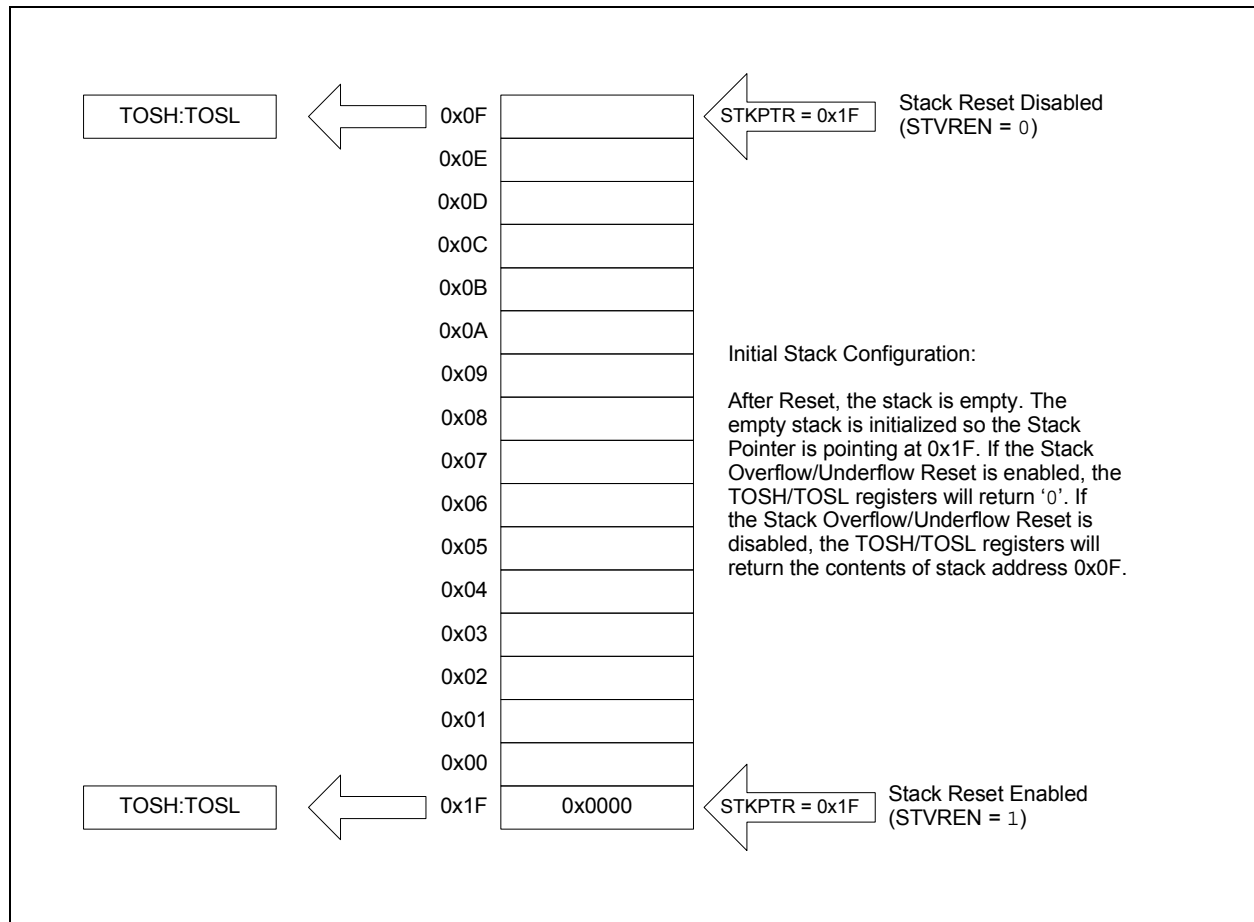 TOSH:TOSL
0x0F
STKPTR = 0x1F
Stack Reset Disabled
(STVREN = 0)
0x0E
0x0D
0x0C
0x0B
0x0A
0x09
0x08
0x07
0x06
0x05
0x04
0x03
0x02
0x01
0x00
Initial Stack Configuration:
After Reset, the stack is empty. The
empty stack is initialized so the Stack
Pointer is pointing at 0x1F. If the Stack
Overflow/Underflow Reset is enabled, the
TOSH/TOSL registers will return ‘0’. If
the Stack Overflow/Underflow Reset is
disabled, the TOSH/TOSL registers will
return the contents of stack address 0x0F.
TOSH:TOSL
0x1F
0x0000
STKPTR = 0x1F
Stack Reset Enabled
(STVREN = 1)